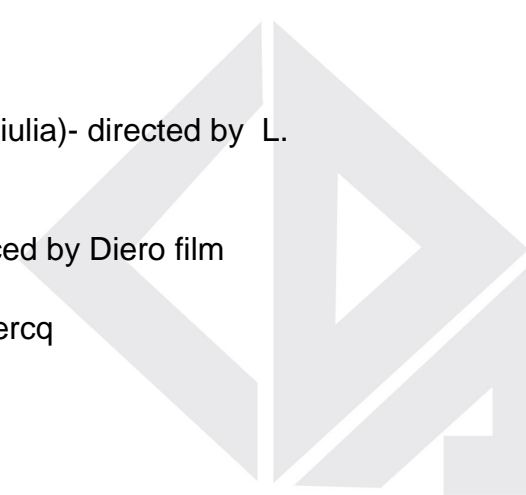 iulia)- directed by L.
ced by Diero film
ercq